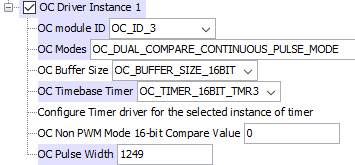 OC Driver Instance 1
OC module ID OC_ID_3
OC Modes OC_DUAL_COMPARE_CONTINUOUS_PULSE_MODE
OC Buffer Size OC_BUFFER_SIZE_16BIT
OC Timebase Timer OC_TIMER_16BIT_TMR3
Configure Timer driver for the selected instance of timer
OC Non PWM Mode 16-bit Compare Value 0
OC Pulse Width 1249